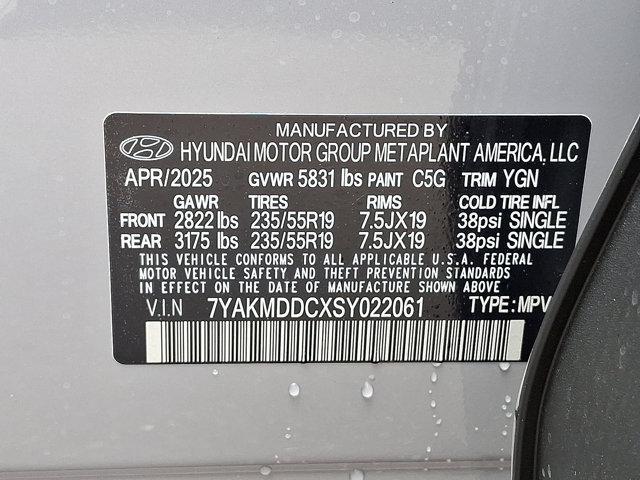 MANUFACTURED BY
HYUNDAI MOTOR GROUP METAPLANT AMERICA, LLC
APR/2025 GVWR 5831 lbs PAINT C5G TRIM YGN
GAWR TIRES RIMS COLD TIRE INFL
FRONT 2822 lbs 235/55R19 7.5JX19 38psi SINGLE
REAR 3175 lbs 235/55R19 7.5JX19 38psi SINGLE
THIS VEHICLE CONFORMS TO ALL APPLICABLE U.S.A. FEDERAL
MOTOR VEHICLE SAFETY AND THEFT PREVENTION STANDARDS
IN EFFECT ON THE DATE OF MANUFACTURE SHOWN ABOVE.
V.I.N 7YAKMDDCXSY022061 TYPE: MPV